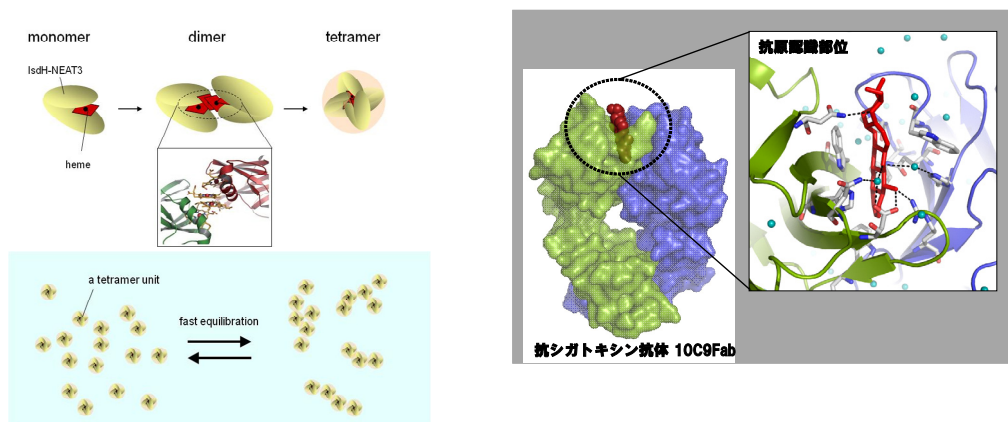 monomer
dimer
tetramer
IsdH-NEAT3
heme
a tetramer unit
fast equilibration
抗原認識部位
抗シガトキシン抗体 10C9Fab